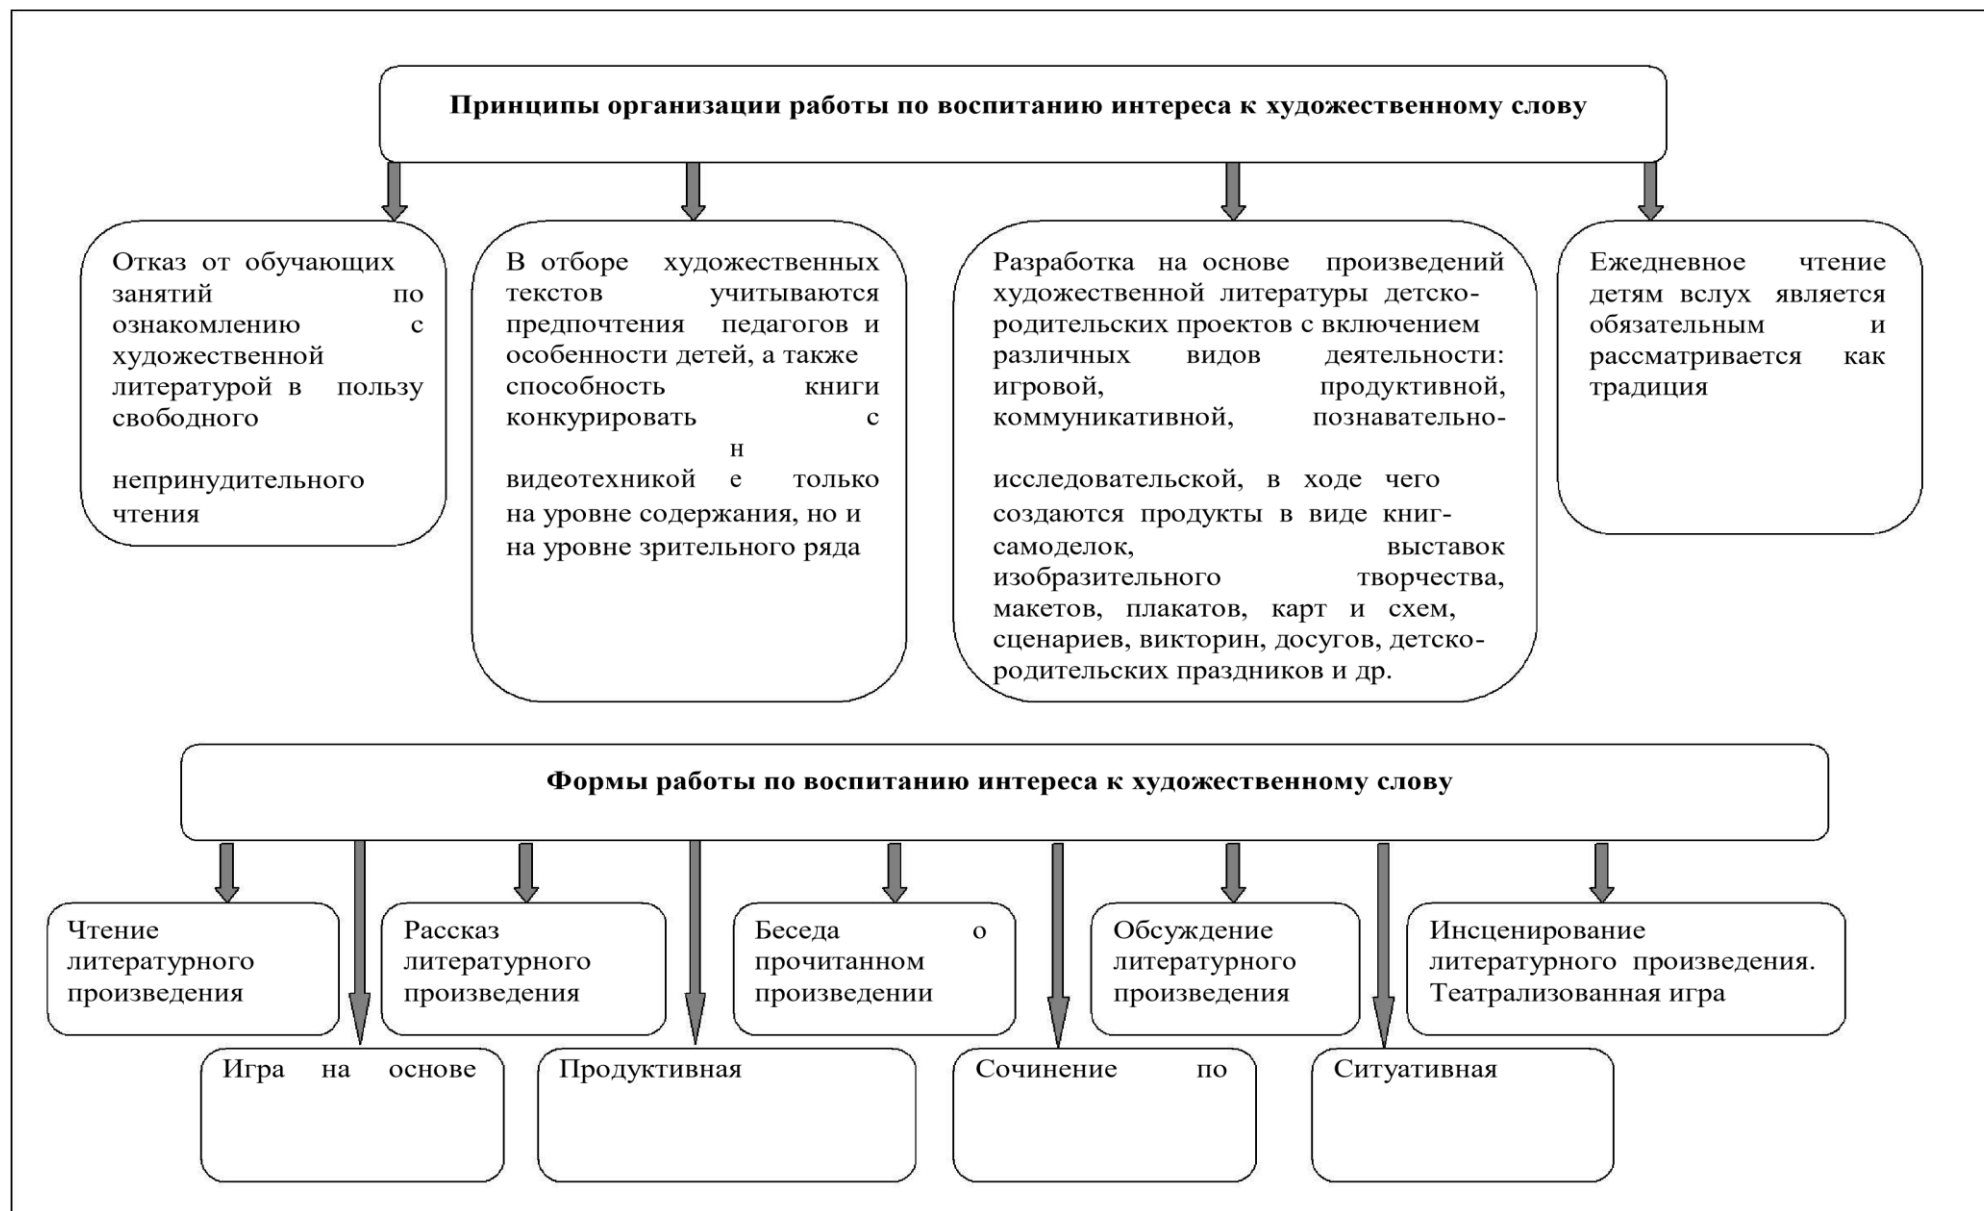 Принципы организации работы по воспитанию интереса к художественному слову
Отказ от обучающих
занятий по
ознакомлению с
художественной
литературой в пользу
свободного
непринудительного
чтения
В отборе художественных
текстов учитываются
предпочтения педагогов и
особенности детей, а также
способность книги
конкурировать с
н
видеотехникой е только
на уровне содержания, но и
на уровне зрительного ряда
Разработка на основе произведений
художественной литературы детско-
родительских проектов с включением
различных видов деятельности:
игровой, продуктивной,
коммуникативной, познавательно-
исследовательской, в ходе чего
создаются продукты в виде книг-
самоделок, выставок
изобразительного творчества,
макетов, плакатов, карт и схем,
сценариев, викторин, досугов, детско-
родительских праздников и др.
Ежедневное чтение
детям вслух является
обязательным и
рассматривается как
традиция
Формы работы по воспитанию интереса к художественному слову
Чтение
литературного
произведения
Рассказ
литературного
произведения
Беседа о
прочитанном
произведении
Обсуждение
литературного
произведения
Инсценирование
литературного произведения.
Театрализованная игра
Игра на основе
Продуктивная
Сочинение по
Ситуативная